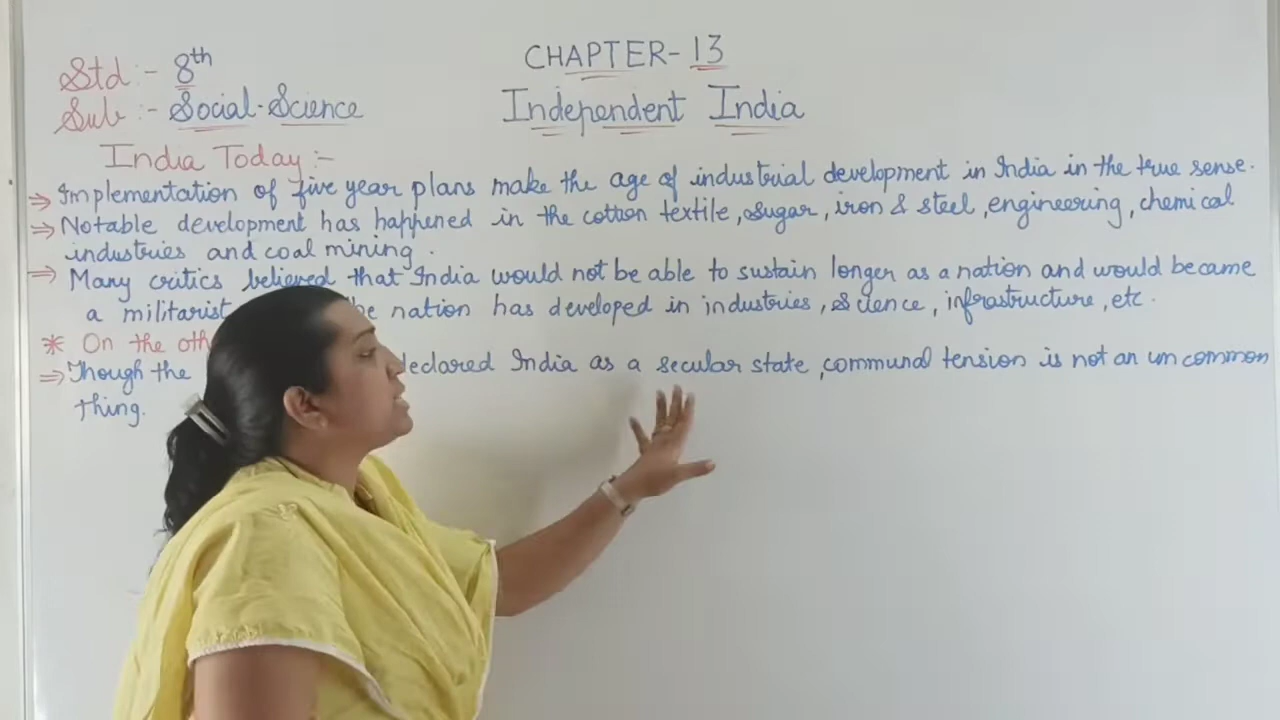 Std :- 8th
Sub :- Social-Science
CHAPTER-13
Independent India
India Today :-
⇒ Implementation of five year plans make the age of industrial development in India in the true sense.
⇒ Notable development has happened in the cotton textile, sugar, iron & steel, engineering, chemical
industries and coal mining.
⇒ Many critics believed that India would not be able to sustain longer as a nation and would became
a militarist nation has developed in industries, science, infrastructure, etc.
* On the
⇒ Though the declared India as a secular state, communal tension is not an un common
thing.